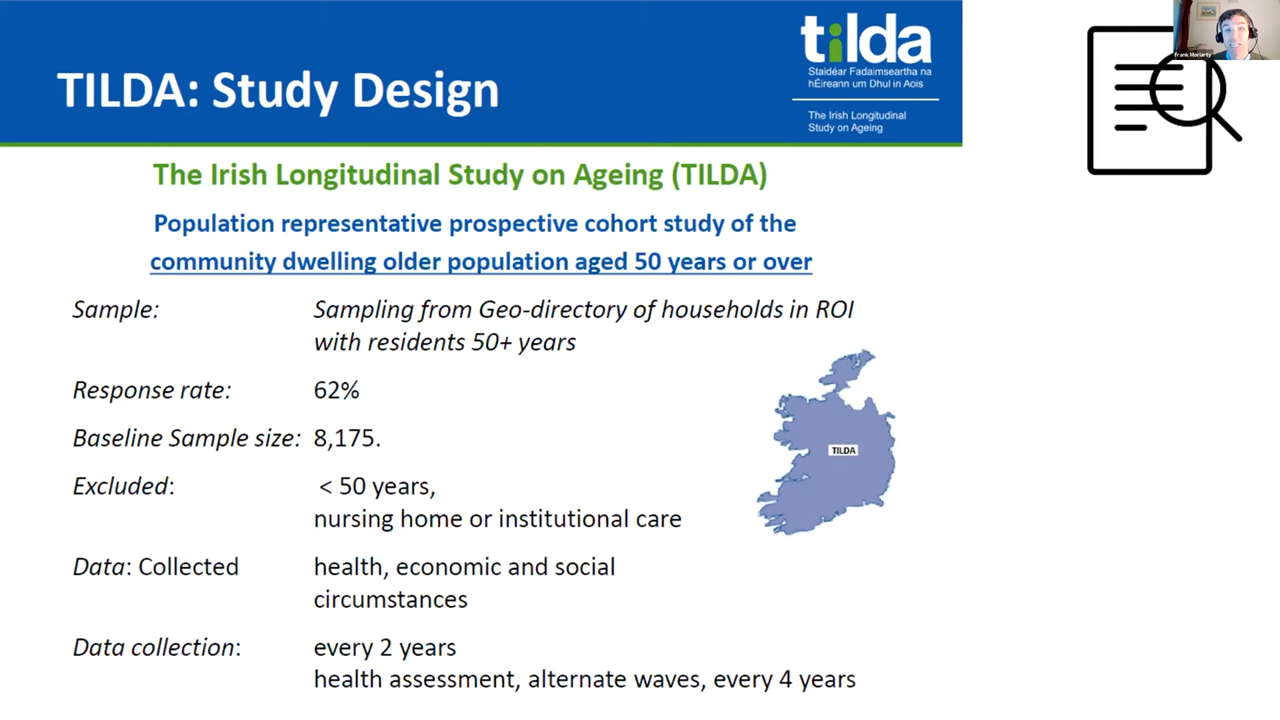 TILDA: Study Design
tilda
Staidéar Fadaimseartha na
hÉireann um Dhul in Aois
The Irish Longitudinal
Study on Ageing
Frank Moriarty
The Irish Longitudinal Study on Ageing (TILDA)
Population representative prospective cohort study of the
community dwelling older population aged 50 years or over
Sample: Sampling from Geo-directory of households in ROI
with residents 50+ years
Response rate: 62%
Baseline Sample size: 8,175.
TILDA
Excluded: < 50 years,
nursing home or institutional care
Data: Collected health, economic and social
circumstances
Data collection: every 2 years
health assessment, alternate waves, every 4 years